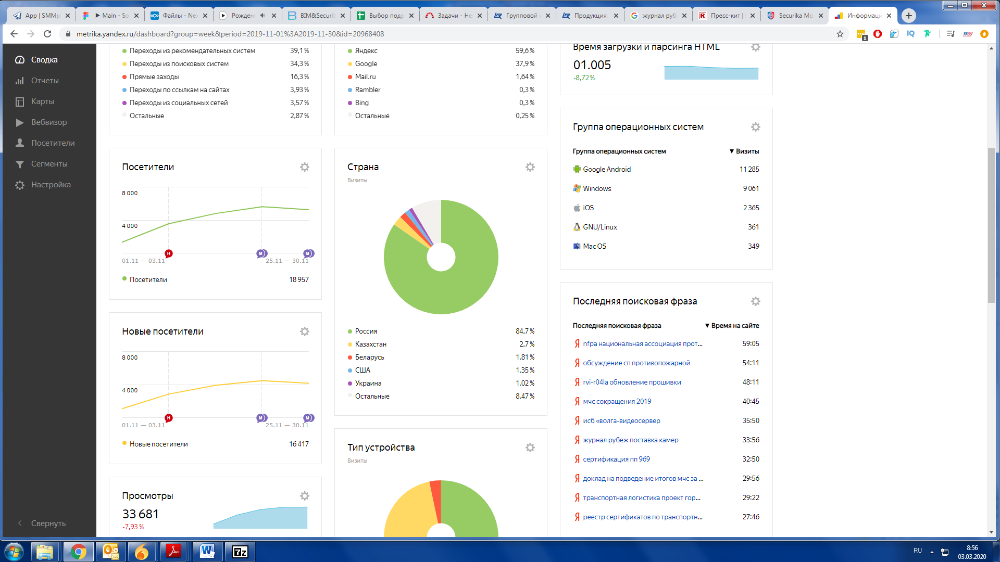 App | SMMpl
Main - So
Файлы - Nex
Рождени
BIM&Securit
Выбор подр
Задачи - Не
Групповой к
Продукция:
журнал рубе
Пресс-кит |
Securika Mo
Информаци
metrika.yandex.ru/dashboard?group=week&period=2019-11-01%3A2019-11-30&id=20968408
1
IQ
Сводка
Отчеты
Карты
Вебвизор
Посетители
Сегменты
Настройка
Свернуть
Переходы из рекомендательных систем 39,1 %
Переходы из поисковых систем 34,3 %
Прямые заходы 16,3 %
Переходы по ссылкам на сайтах 3,93 %
Переходы из социальных сетей 3,57 %
Остальные 2,87 %
Посетители
8 000
4 000
Н
М
М
01.11 — 03.11
25.11 — 30.11
Посетители 18 957
Новые посетители
8 000
4 000
Н
М
М
01.11 — 03.11
25.11 — 30.11
Новые посетители 16 417
Просмотры
33 681
-7,93 %
Яндекс 59,6 %
Google 37,9 %
Mail.ru 1,64 %
Rambler 0,3 %
Bing 0,3 %
Остальные 0,25 %
Страна
Визиты
Россия 84,7 %
Казахстан 2,7 %
Беларусь 1,81 %
США 1,35 %
Украина 1,02 %
Остальные 8,47 %
Тип устройства
Визиты
Время загрузки и парсинга HTML
01.005
-8,72 %
Группа операционных систем
Группа операционных систем ▼ Визиты
Google Android 11 285
Windows 9 061
iOS 2 365
GNU/Linux 361
Mac OS 349
Последняя поисковая фраза
Последняя поисковая фраза ▼ Время на сайте
Я nfpa национальная ассоциация прот... 59:05
Я обсуждение сп противопожарной 54:11
Я rvi-r04la обновление прошивки 48:11
Я мчс сокращения 2019 40:45
Я исб «волга-видеосервер 35:50
Я журнал рубеж поставка камер 33:56
Я сертификация пп 969 32:50
Я доклад на подведение итогов мчс за ... 29:56
Я транспортная логистика проект гор... 29:22
Я реестр сертификатов по транспортн... 27:46
RU
8:56
03.03.2020